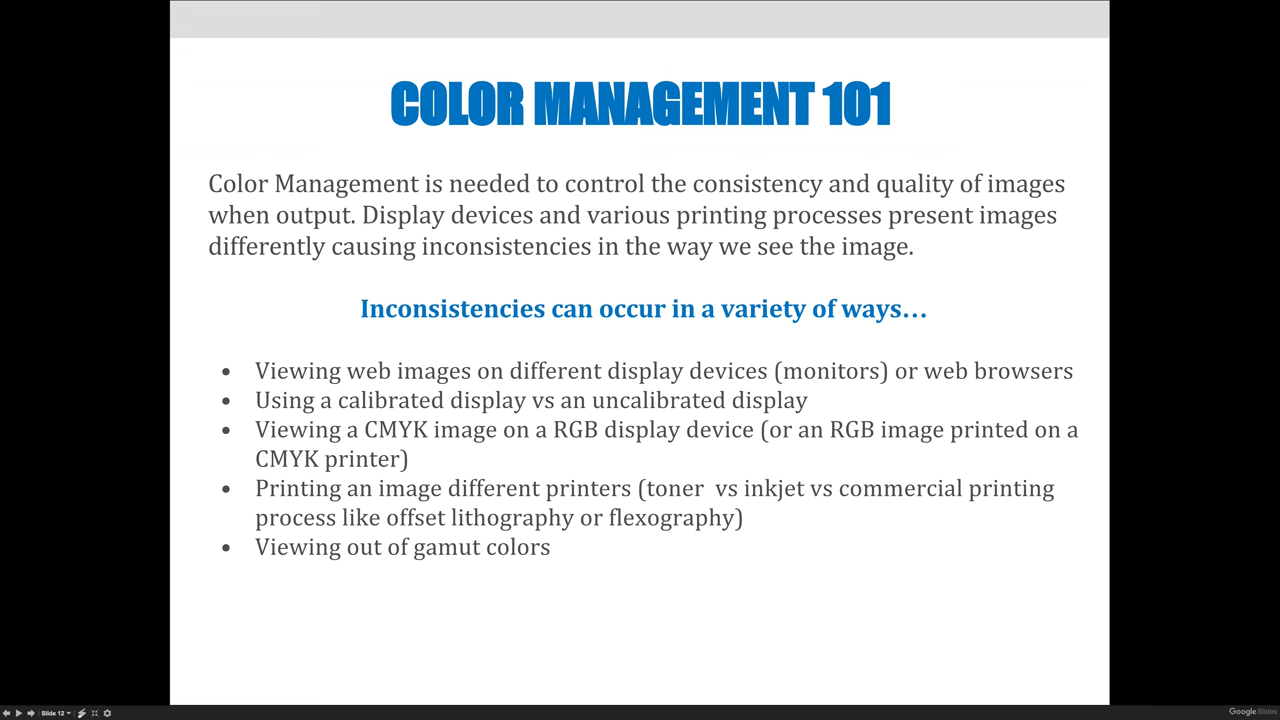 COLOR MANAGEMENT 101
Color Management is needed to control the consistency and quality of images
when output. Display devices and various printing processes present images
differently causing inconsistencies in the way we see the image.
Inconsistencies can occur in a variety of ways…
• Viewing web images on different display devices (monitors) or web browsers
• Using a calibrated display vs an uncalibrated display
• Viewing a CMYK image on a RGB display device (or an RGB image printed on a
CMYK printer)
• Printing an image different printers (toner  vs inkjet vs commercial printing
process like offset lithography or flexography)
• Viewing out of gamut colors
Slide 12
Google Slides